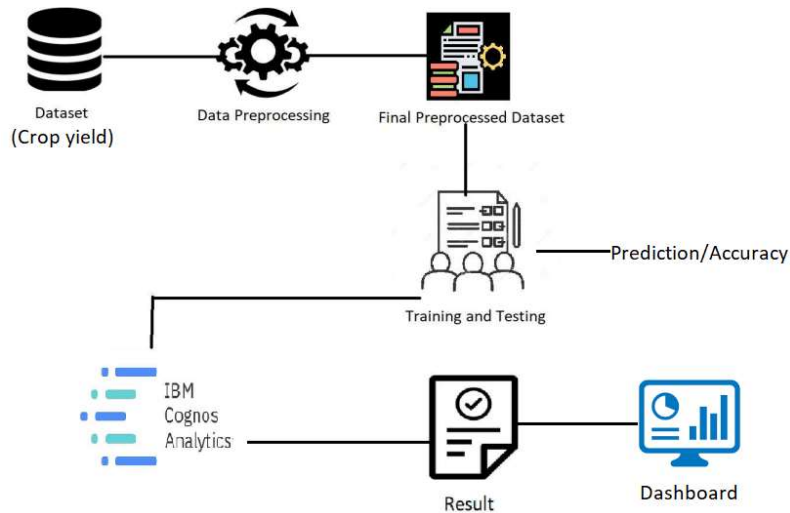 Dataset
(Crop yield)
Data Preprocessing
Final Preprocessed Dataset
Prediction/Accuracy
Training and Testing
IBM
Cognos
Analytics
Result
Dashboard